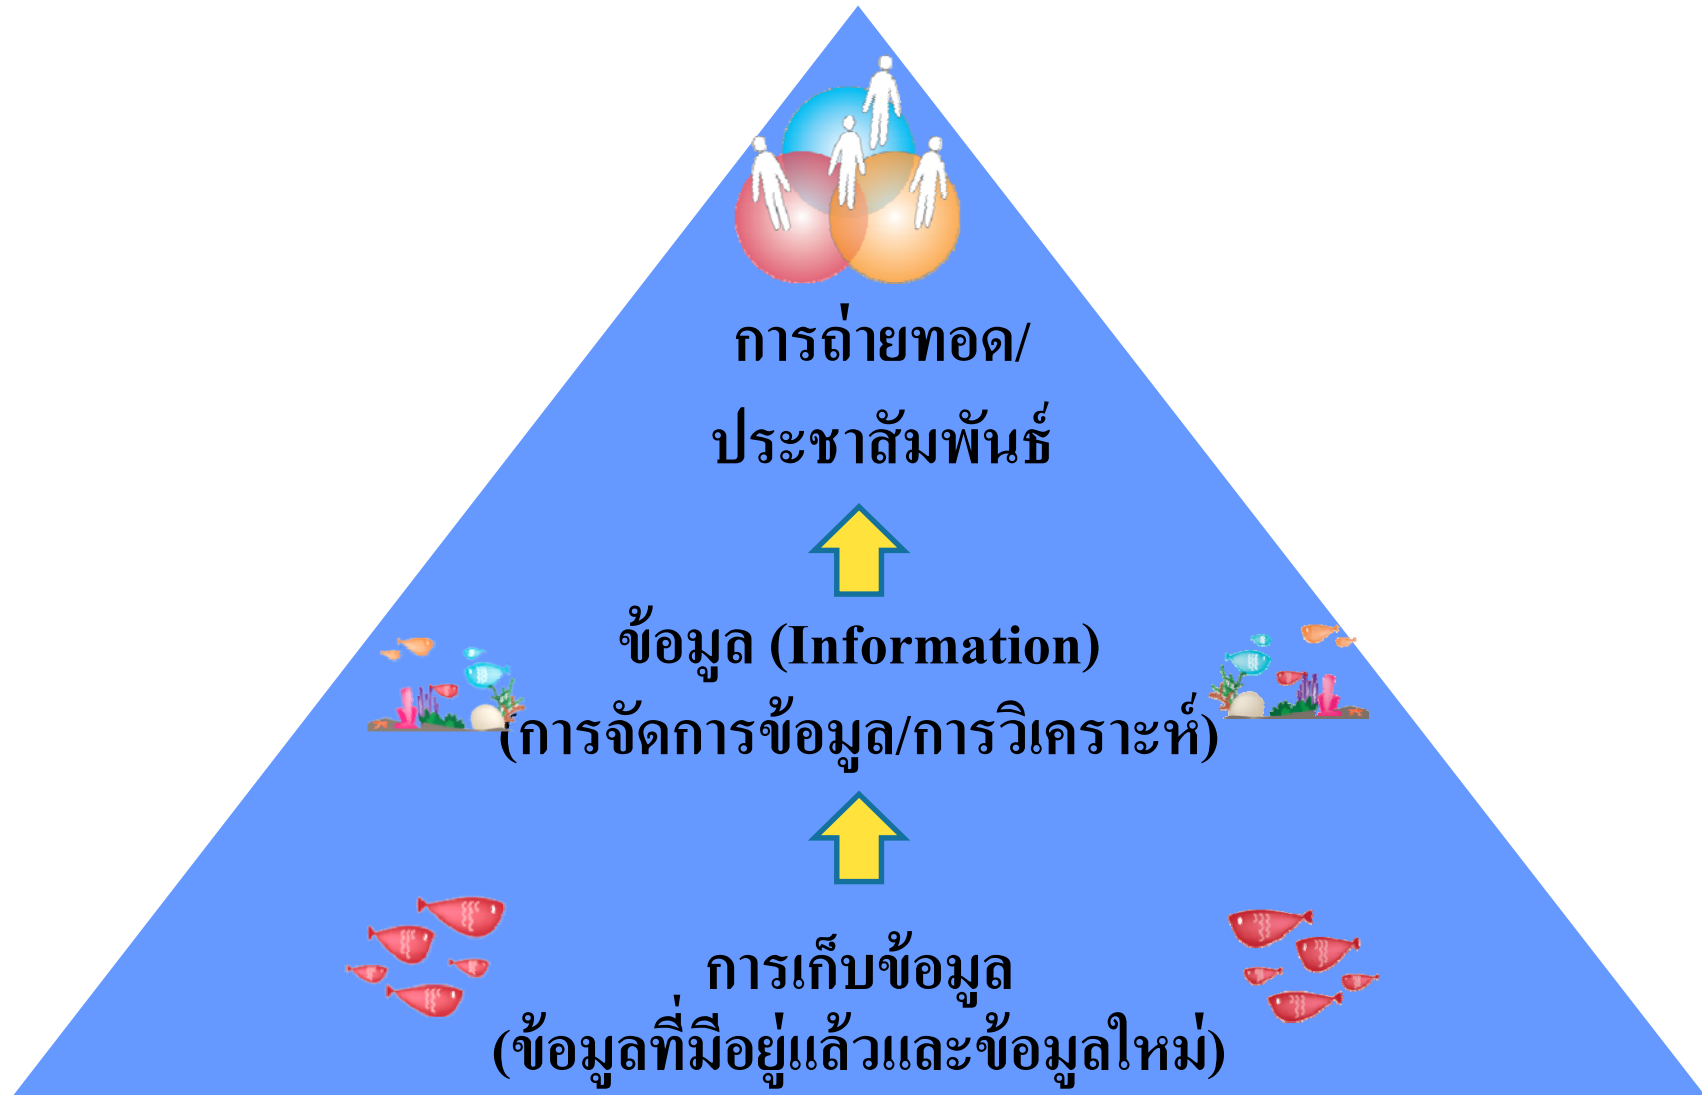 การถ่ายทอด/
ประชาสัมพันธ์
ข้อมูล (Information)
(การจัดการข้อมูล/การวิเคราะห์)
การเก็บข้อมูล
(ข้อมูลที่มีอยู่แล้วและข้อมูลใหม่)